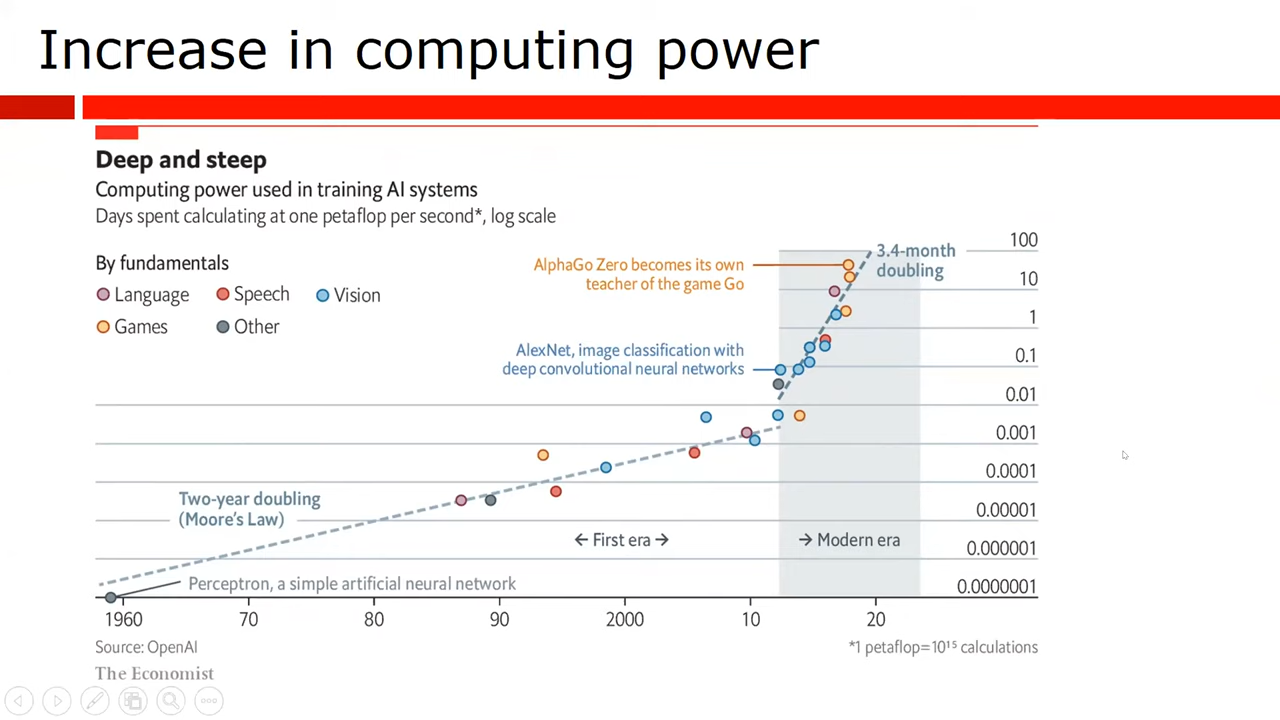 Increase in computing power
Deep and steep
Computing power used in training AI systems
Days spent calculating at one petaflop per second*, log scale
By fundamentals
Language
Speech
Vision
Games
Other
AlphaGo Zero becomes its own
teacher of the game Go
3.4-month
doubling
AlexNet, image classification with
deep convolutional neural networks
100
10
1
0.1
0.01
0.001
0.0001
0.00001
0.000001
0.0000001
Two-year doubling
(Moore's Law)
← First era →
→ Modern era
Perceptron, a simple artificial neural network
1960
70
80
90
2000
10
20
Source: OpenAI
*1 petaflop=10¹⁵ calculations
The Economist